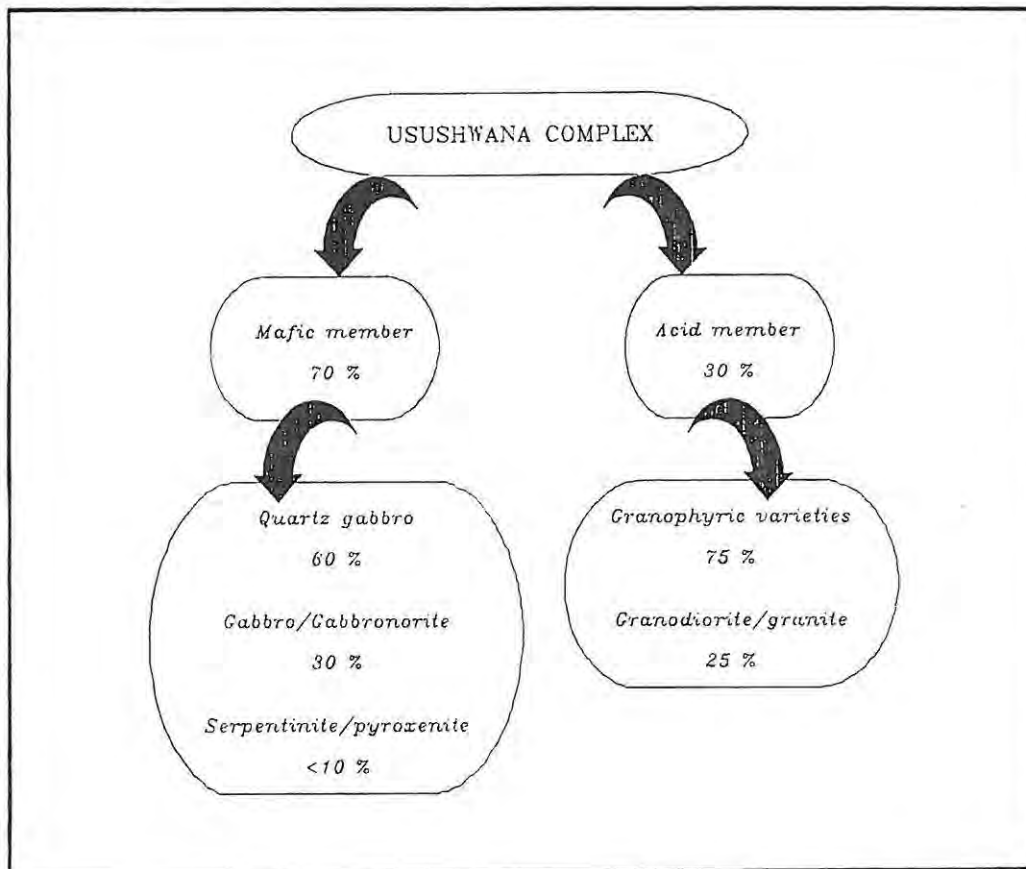 USUSHWANA COMPLEX
Mafic member
70 %
Acid member
30 %
Quartz gabbro
60 %
Gabbro/Gabbronorite
30 %
Serpentinite/pyroxenite
<10 %
Granophyric varieties
75 %
Granodiorite/granite
25 %